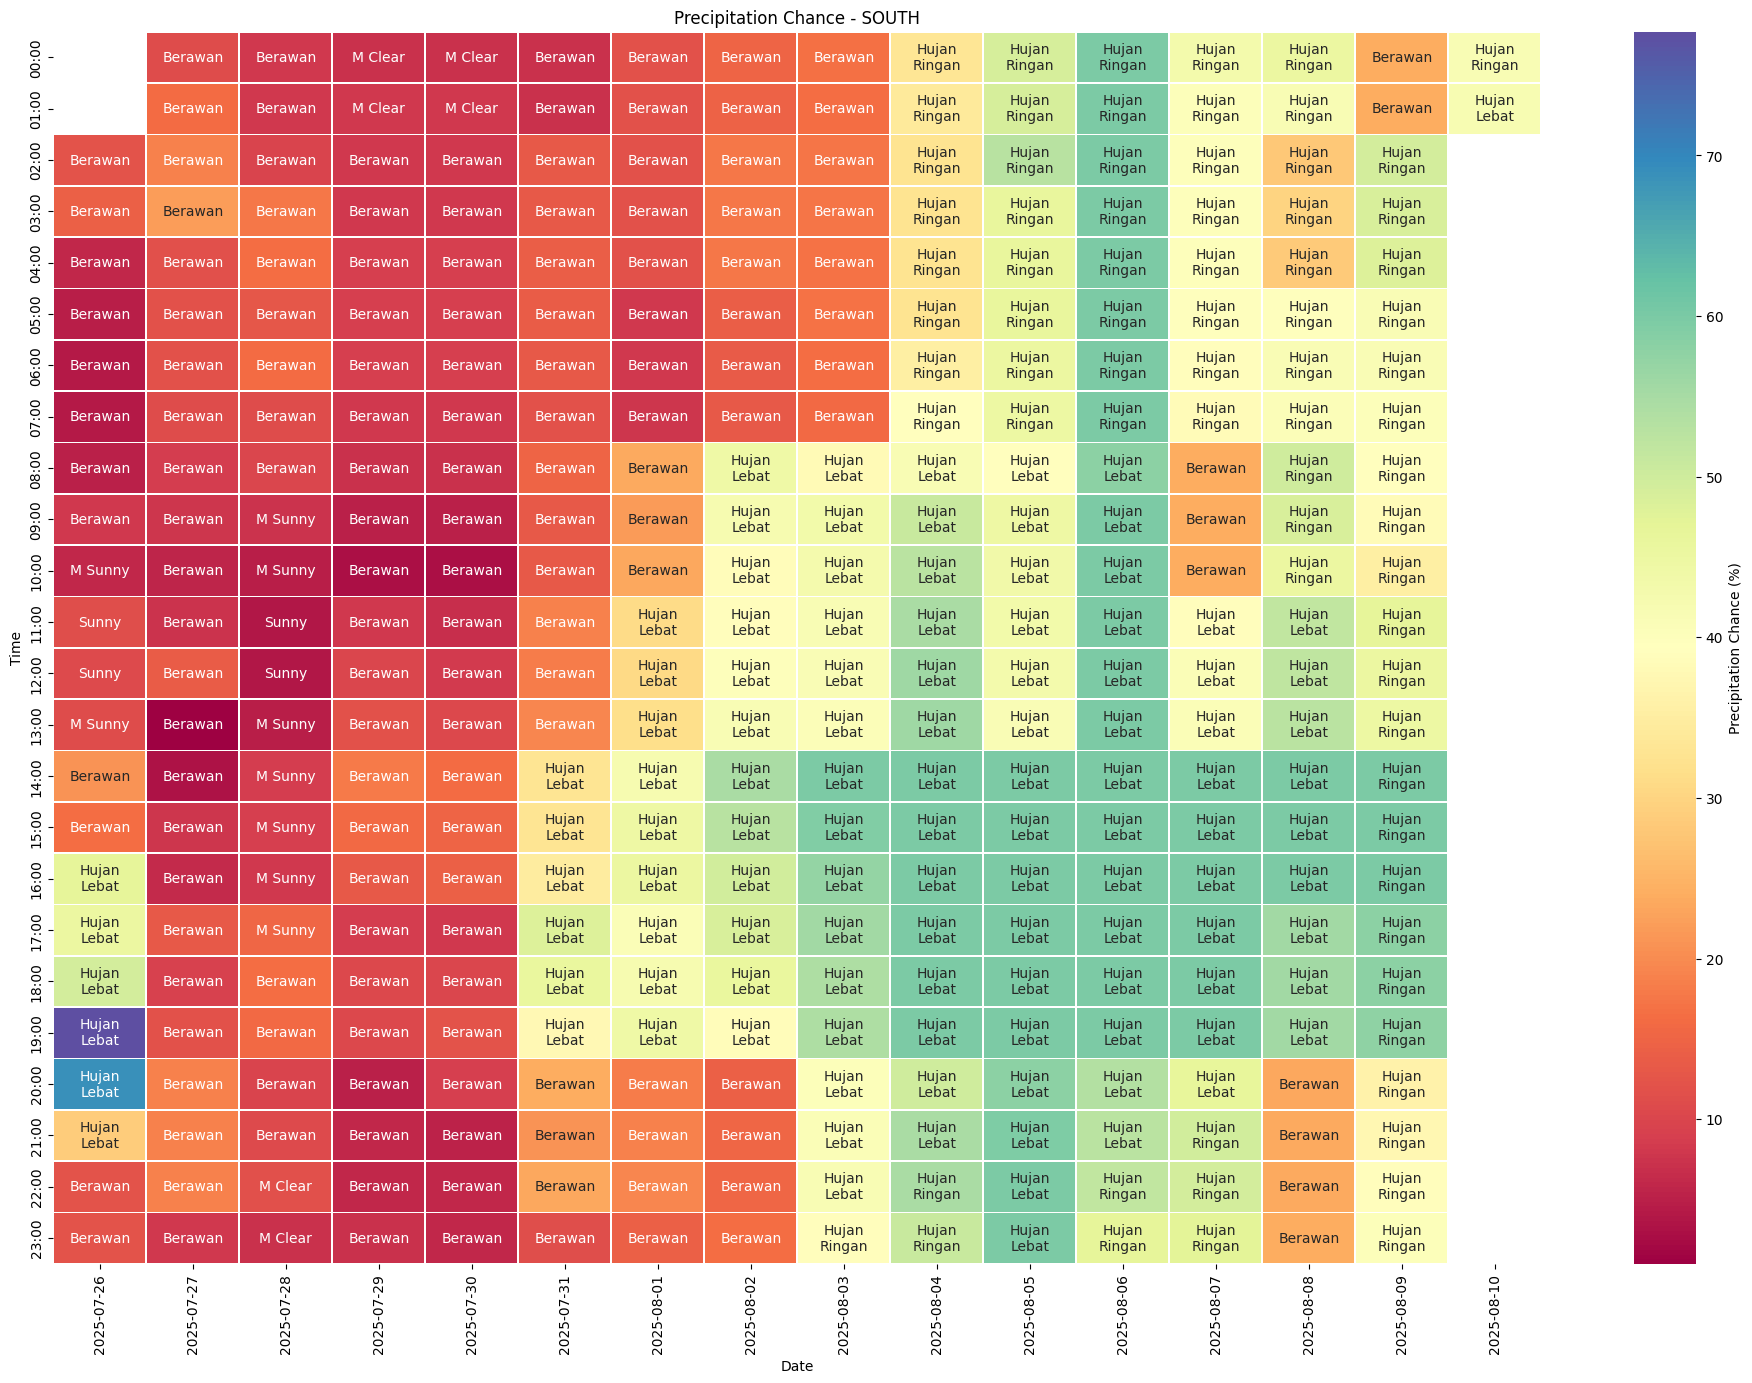 Precipitation Chance - SOUTH
00:00 Berawan Berawan M Clear M Clear Berawan Berawan Berawan Berawan Hujan Ringan Hujan Ringan Hujan Ringan Hujan Ringan Hujan Ringan Berawan Hujan Ringan
01:00 Berawan Berawan M Clear M Clear Berawan Berawan Berawan Berawan Hujan Ringan Hujan Ringan Hujan Ringan Hujan Ringan Hujan Ringan Berawan Hujan Lebat
02:00 Berawan Berawan Berawan Berawan Berawan Berawan Berawan Berawan Berawan Hujan Ringan Hujan Ringan Hujan Ringan Hujan Ringan Hujan Ringan Hujan Ringan
03:00 Berawan Berawan Berawan Berawan Berawan Berawan Berawan Berawan Berawan Hujan Ringan Hujan Ringan Hujan Ringan Hujan Ringan Hujan Ringan Hujan Ringan
04:00 Berawan Berawan Berawan Berawan Berawan Berawan Berawan Berawan Berawan Hujan Ringan Hujan Ringan Hujan Ringan Hujan Ringan Hujan Ringan Hujan Ringan
05:00 Berawan Berawan Berawan Berawan Berawan Berawan Berawan Berawan Berawan Hujan Ringan Hujan Ringan Hujan Ringan Hujan Ringan Hujan Ringan Hujan Ringan
06:00 Berawan Berawan Berawan Berawan Berawan Berawan Berawan Berawan Berawan Hujan Ringan Hujan Ringan Hujan Ringan Hujan Ringan Hujan Ringan Hujan Ringan
07:00 Berawan Berawan Berawan Berawan Berawan Berawan Berawan Berawan Berawan Hujan Ringan Hujan Ringan Hujan Ringan Hujan Ringan Hujan Ringan Hujan Ringan
08:00 Berawan Berawan Berawan Berawan Berawan Berawan Berawan Hujan Lebat Hujan Lebat Hujan Lebat Hujan Lebat Hujan Lebat Berawan Hujan Ringan Hujan Ringan
09:00 Berawan Berawan M Sunny Berawan Berawan Berawan Berawan Hujan Lebat Hujan Lebat Hujan Lebat Hujan Lebat Hujan Lebat Berawan Hujan Ringan Hujan Ringan
10:00 M Sunny Berawan M Sunny Berawan Berawan Berawan Berawan Hujan Lebat Hujan Lebat Hujan Lebat Hujan Lebat Hujan Lebat Berawan Hujan Ringan Hujan Ringan
11:00 Sunny Berawan Sunny Berawan Berawan Berawan Hujan Lebat Hujan Lebat Hujan Lebat Hujan Lebat Hujan Lebat Hujan Lebat Hujan Lebat Hujan Lebat Hujan Ringan
12:00 Sunny Berawan Sunny Berawan Berawan Berawan Hujan Lebat Hujan Lebat Hujan Lebat Hujan Lebat Hujan Lebat Hujan Lebat Hujan Lebat Hujan Lebat Hujan Ringan
13:00 M Sunny Berawan M Sunny Berawan Berawan Berawan Hujan Lebat Hujan Lebat Hujan Lebat Hujan Lebat Hujan Lebat Hujan Lebat Hujan Lebat Hujan Lebat Hujan Ringan
14:00 Berawan Berawan M Sunny Berawan Berawan Hujan Lebat Hujan Lebat Hujan Lebat Hujan Lebat Hujan Lebat Hujan Lebat Hujan Lebat Hujan Lebat Hujan Lebat Hujan Ringan
15:00 Berawan Berawan M Sunny Berawan Berawan Hujan Lebat Hujan Lebat Hujan Lebat Hujan Lebat Hujan Lebat Hujan Lebat Hujan Lebat Hujan Lebat Hujan Lebat Hujan Ringan
16:00 Hujan Lebat Berawan M Sunny Berawan Berawan Hujan Lebat Hujan Lebat Hujan Lebat Hujan Lebat Hujan Lebat Hujan Lebat Hujan Lebat Hujan Lebat Hujan Lebat Hujan Ringan
17:00 Hujan Lebat Berawan M Sunny Berawan Berawan Hujan Lebat Hujan Lebat Hujan Lebat Hujan Lebat Hujan Lebat Hujan Lebat Hujan Lebat Hujan Lebat Hujan Lebat Hujan Ringan
18:00 Hujan Lebat Berawan Berawan Berawan Berawan Hujan Lebat Hujan Lebat Hujan Lebat Hujan Lebat Hujan Lebat Hujan Lebat Hujan Lebat Hujan Lebat Hujan Lebat Hujan Ringan
19:00 Hujan Lebat Berawan Berawan Berawan Berawan Hujan Lebat Hujan Lebat Hujan Lebat Hujan Lebat Hujan Lebat Hujan Lebat Hujan Lebat Hujan Lebat Hujan Lebat Hujan Ringan
20:00 Hujan Lebat Berawan Berawan Berawan Berawan Berawan Berawan Berawan Hujan Lebat Hujan Lebat Hujan Lebat Hujan Lebat Hujan Lebat Berawan Hujan Ringan
21:00 Hujan Lebat Berawan Berawan Berawan Berawan Berawan Berawan Berawan Hujan Lebat Hujan Lebat Hujan Lebat Hujan Lebat Hujan Ringan Berawan Hujan Ringan
22:00 Berawan Berawan M Clear Berawan Berawan Berawan Berawan Berawan Hujan Lebat Hujan Ringan Hujan Lebat Hujan Ringan Hujan Ringan Berawan Hujan Ringan
23:00 Berawan Berawan M Clear Berawan Berawan Berawan Berawan Berawan Hujan Ringan Hujan Ringan Hujan Lebat Hujan Ringan Hujan Ringan Berawan Hujan Ringan
Time
2025-07-26 2025-07-27 2025-07-28 2025-07-29 2025-07-30 2025-07-31 2025-08-01 2025-08-02 2025-08-03 2025-08-04 2025-08-05 2025-08-06 2025-08-07 2025-08-08 2025-08-09 2025-08-10
Date
70
60
50
40
30
20
10
Precipitation Chance (%)